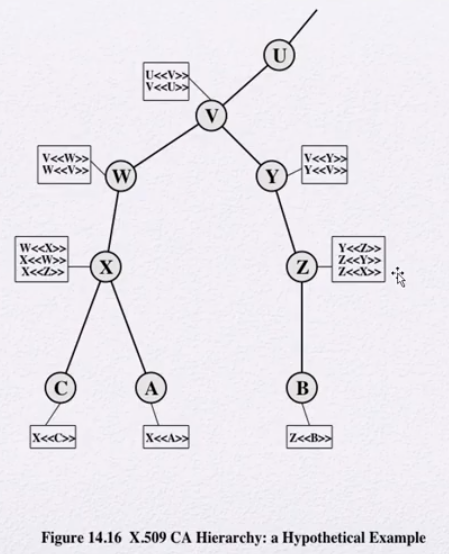 U
U<<V>>
V<<U>>
V
V<<W>>
W<<V>>
W
Y
V<<Y>>
Y<<V>>
W<<X>>
X<<W>>
X<<Z>>
X
Z
Y<<Z>>
Z<<Y>>
Z<<X>>
C
A
B
X<<C>>
X<<A>>
Z<<B>>
Figure 14.16 X.509 CA Hierarchy: a Hypothetical Example